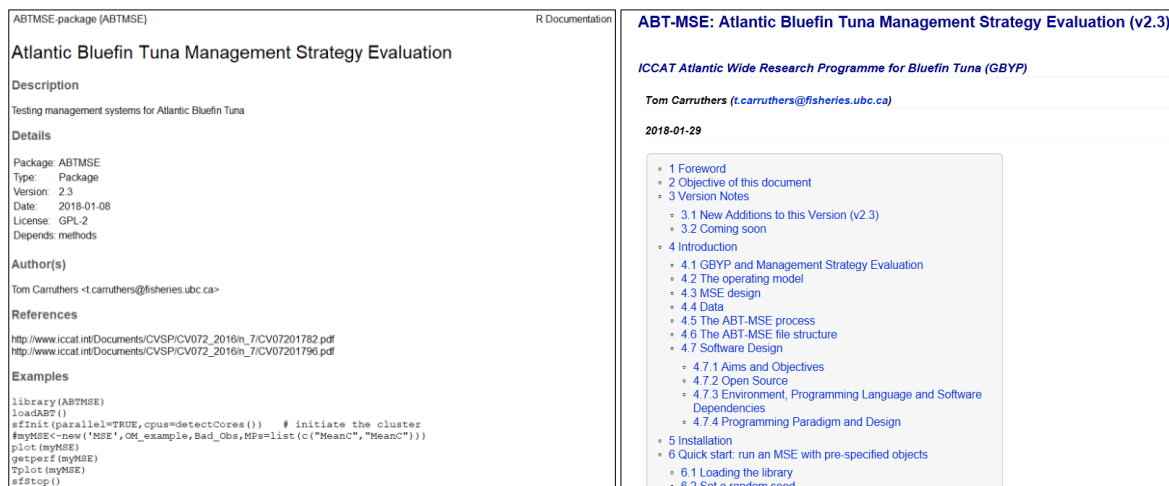 ABTMSE-package {ABTMSE}
R Documentation
Atlantic Bluefin Tuna Management Strategy Evaluation
Description
Testing management systems for Atlantic Bluefin Tuna
Details
Package: ABTMSE
Type: Package
Version: 2.3
Date: 2018-01-08
License: GPL-2
Depends: methods
Author(s)
Tom Carruthers <t.carruthers@fisheries.ubc.ca>
References
http://www.iccat.int/Documents/CVSP/CV072_2016/n_7/CV07201782.pdf
http://www.iccat.int/Documents/CVSP/CV072_2016/n_7/CV07201796.pdf
Examples
library(ABTMSE)
loadABT()
sfInit(parallel=TRUE,cpus=detectCores()) # initiate the cluster
#myMSE<-new('MSE',OM_example,Bad_Obs,MPs=list(c("MeanC","MeanC")))
plot(myMSE)
getperf(myMSE)
Tplot(myMSE)
sfStop()
ABT-MSE: Atlantic Bluefin Tuna Management Strategy Evaluation (v2.3)
ICCAT Atlantic Wide Research Programme for Bluefin Tuna (GBYP)
Tom Carruthers (t.carruthers@fisheries.ubc.ca)
2018-01-29
1 Foreword
2 Objective of this document
3 Version Notes
3.1 New Additions to this Version (v2.3)
3.2 Coming soon
4 Introduction
4.1 GBYP and Management Strategy Evaluation
4.2 The operating model
4.3 MSE design
4.4 Data
4.5 The ABT-MSE process
4.6 The ABT-MSE file structure
4.7 Software Design
4.7.1 Aims and Objectives
4.7.2 Open Source
4.7.3 Environment, Programming Language and Software
Dependencies
4.7.4 Programming Paradigm and Design
5 Installation
6 Quick start: run an MSE with pre-specified objects
6.1 Loading the library
6.2 Set a random seed